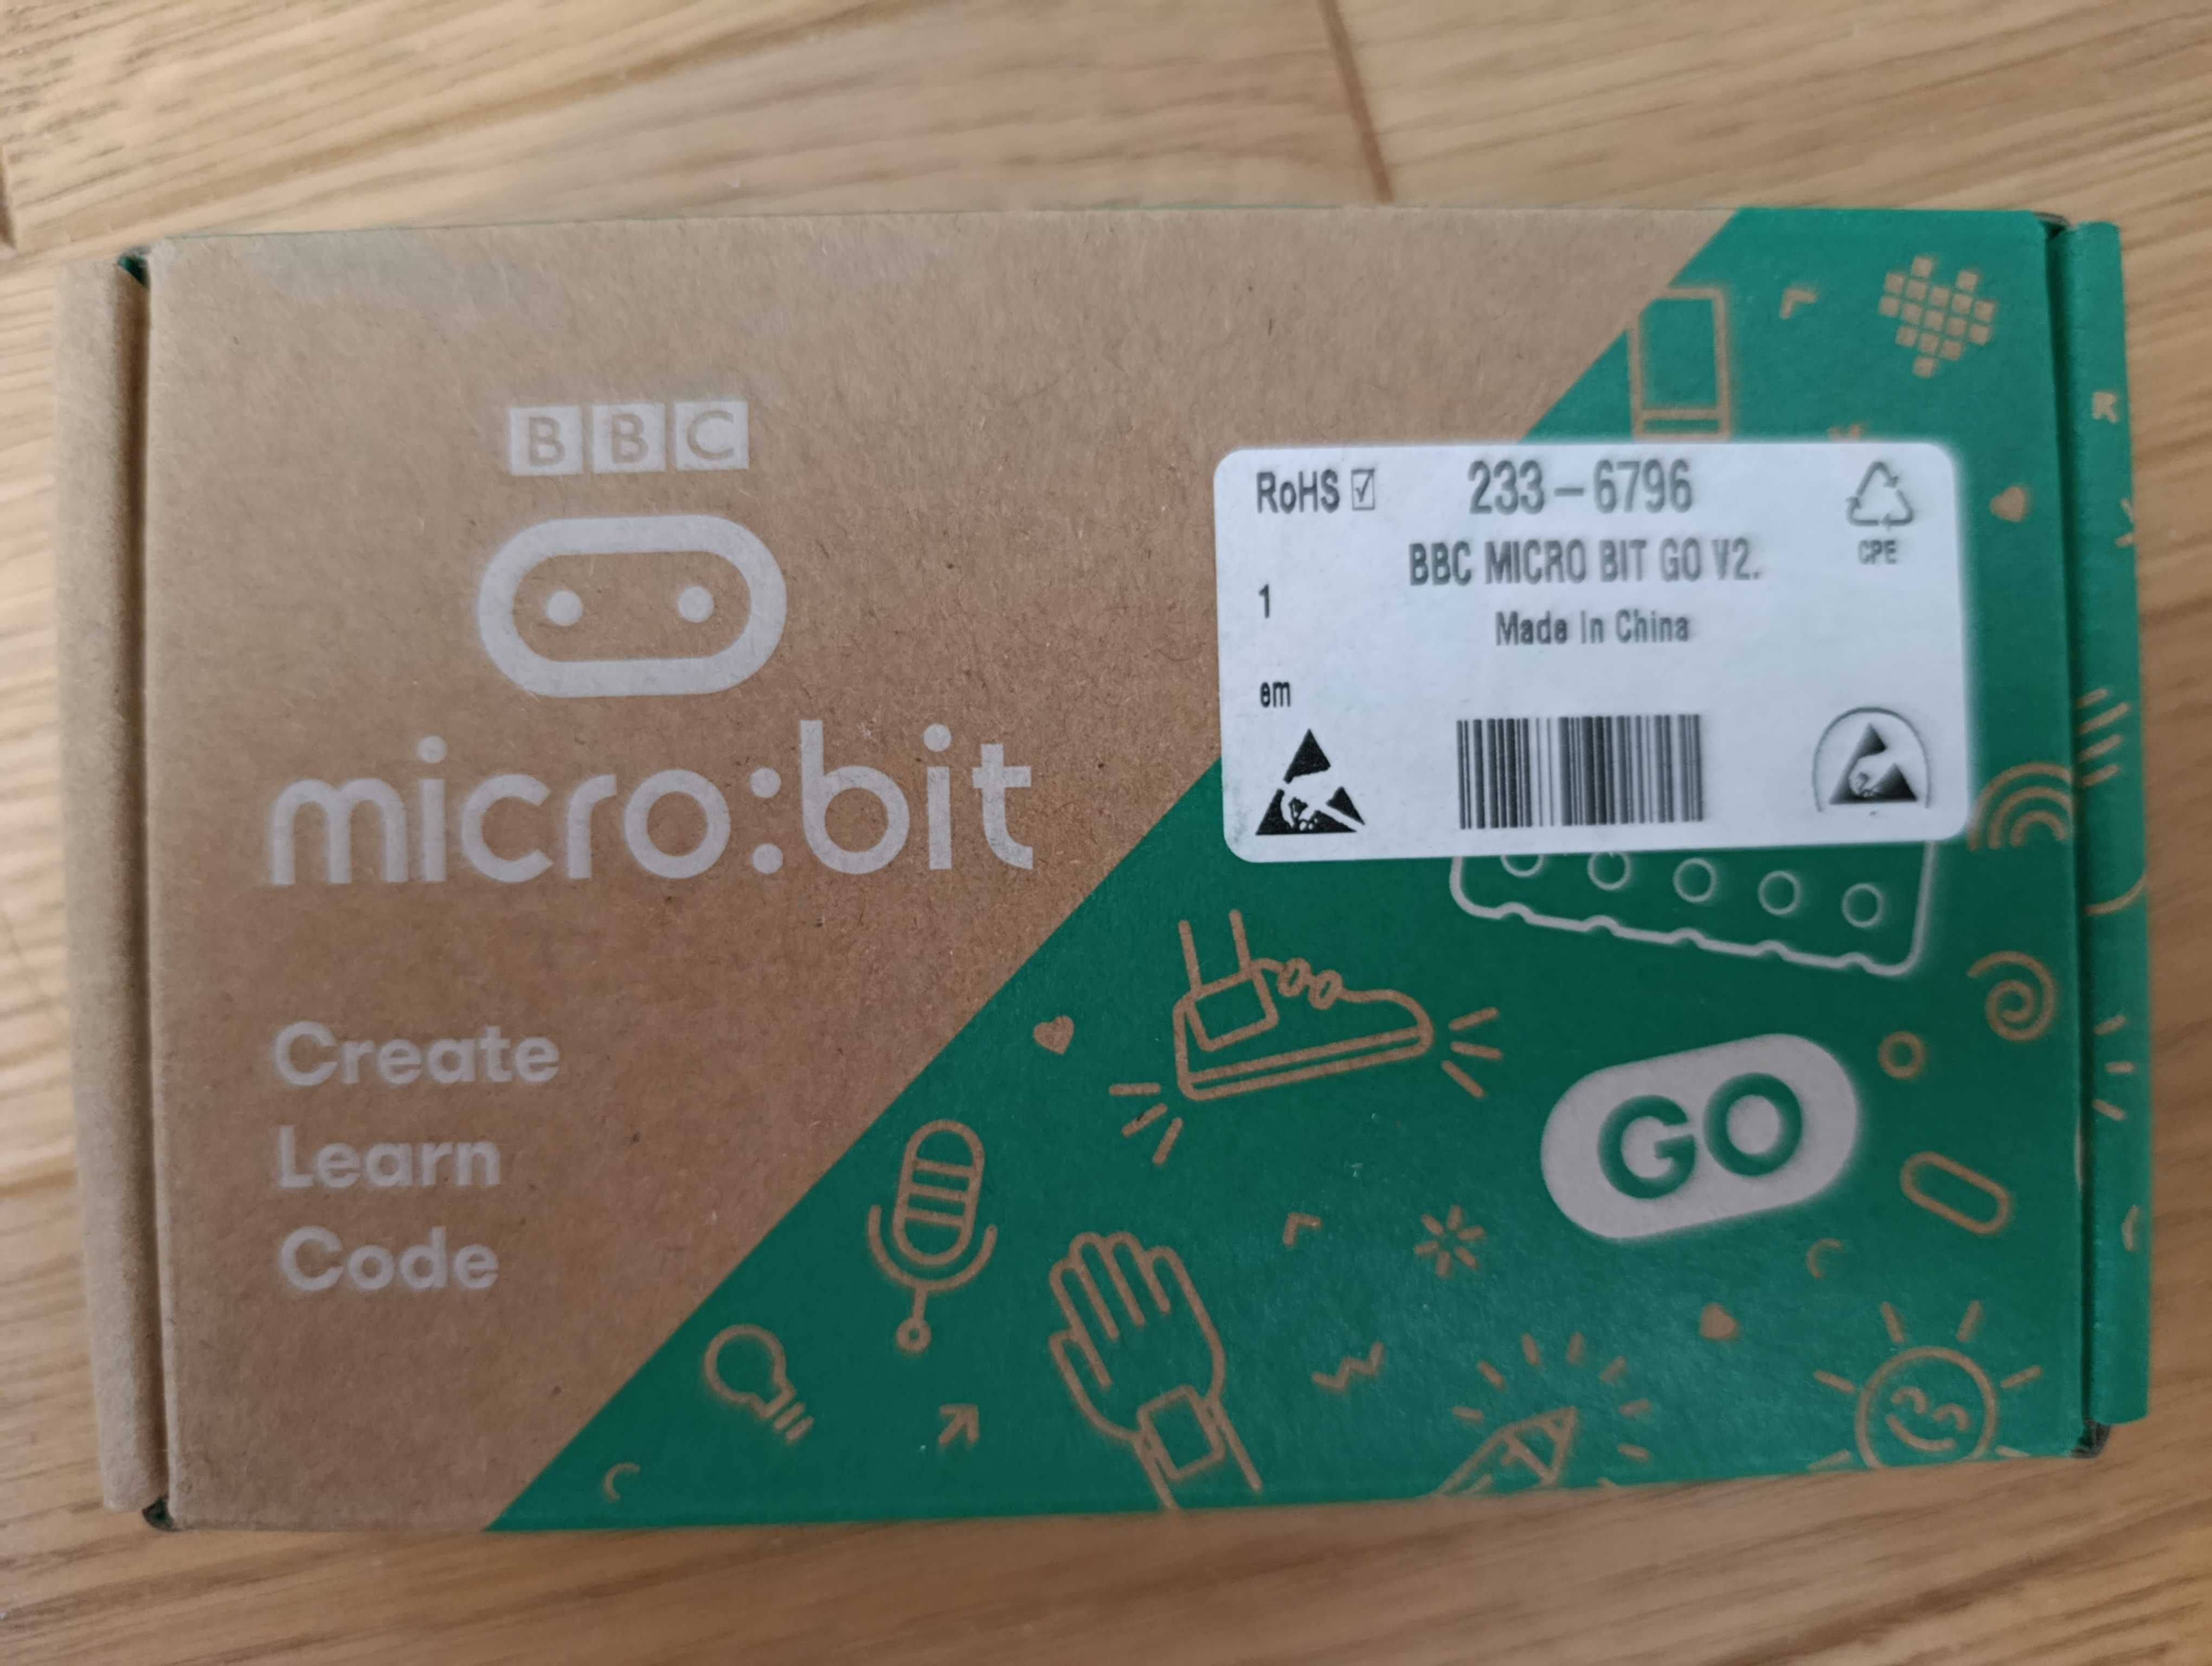 BBC
micro:bit
Create
Learn
Code
RoHS ☑ 233-6796
CPE
BBC MICRO BIT GO V2.
1
Made In China
em
GO